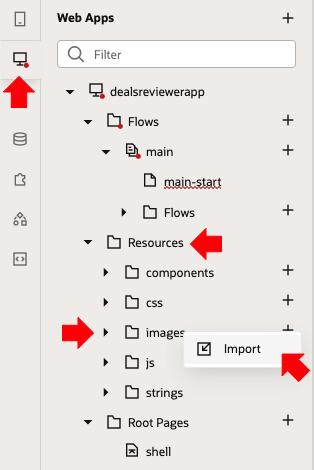 Web Apps
Filter
dealsreviewerapp
Flows
main
main-start
Flows
Resources
components
css
images
Import
js
strings
Root Pages
shell